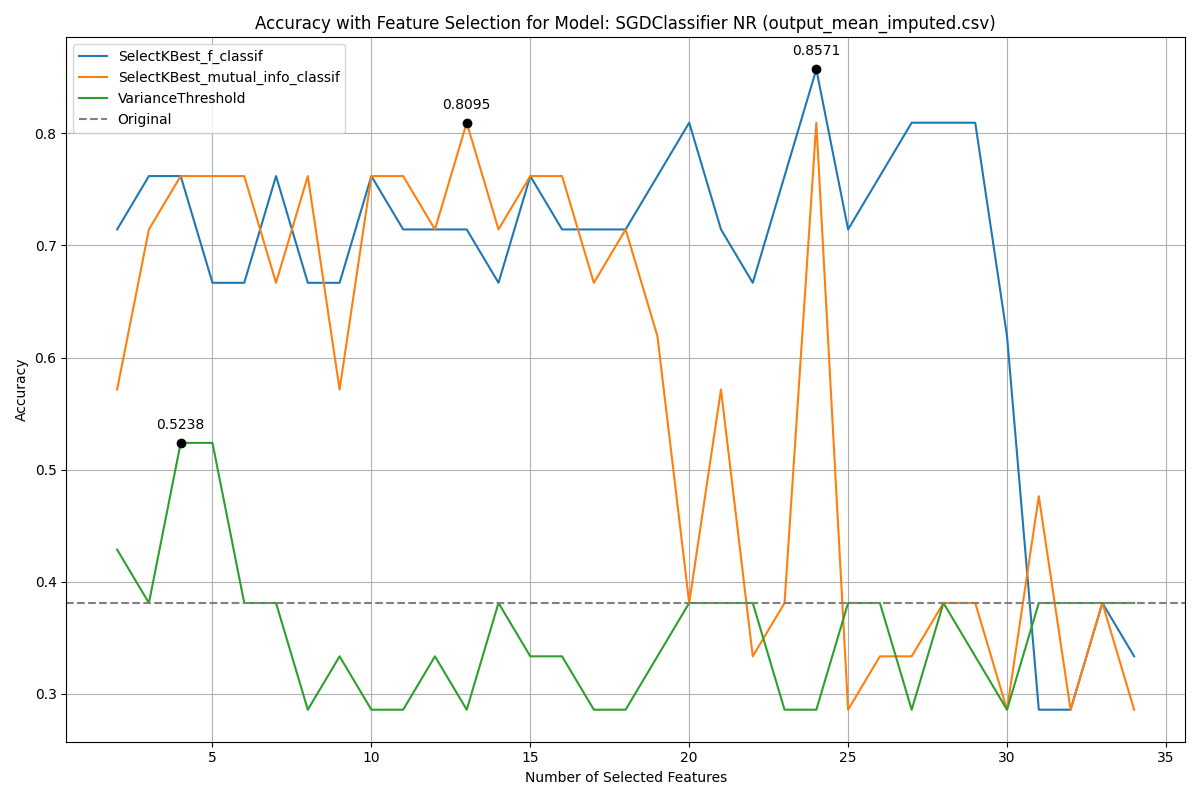 Accuracy with Feature Selection for Model: SGDClassifier NR (output_mean_imputed.csv)
SelectKBest_f_classif
SelectKBest_mutual_info_classif
VarianceThreshold
Original
0.8571
0.8095
0.5238
Accuracy
0.8
0.7
0.6
0.5
0.4
0.3
5 10 15 20 25 30 35
Number of Selected Features